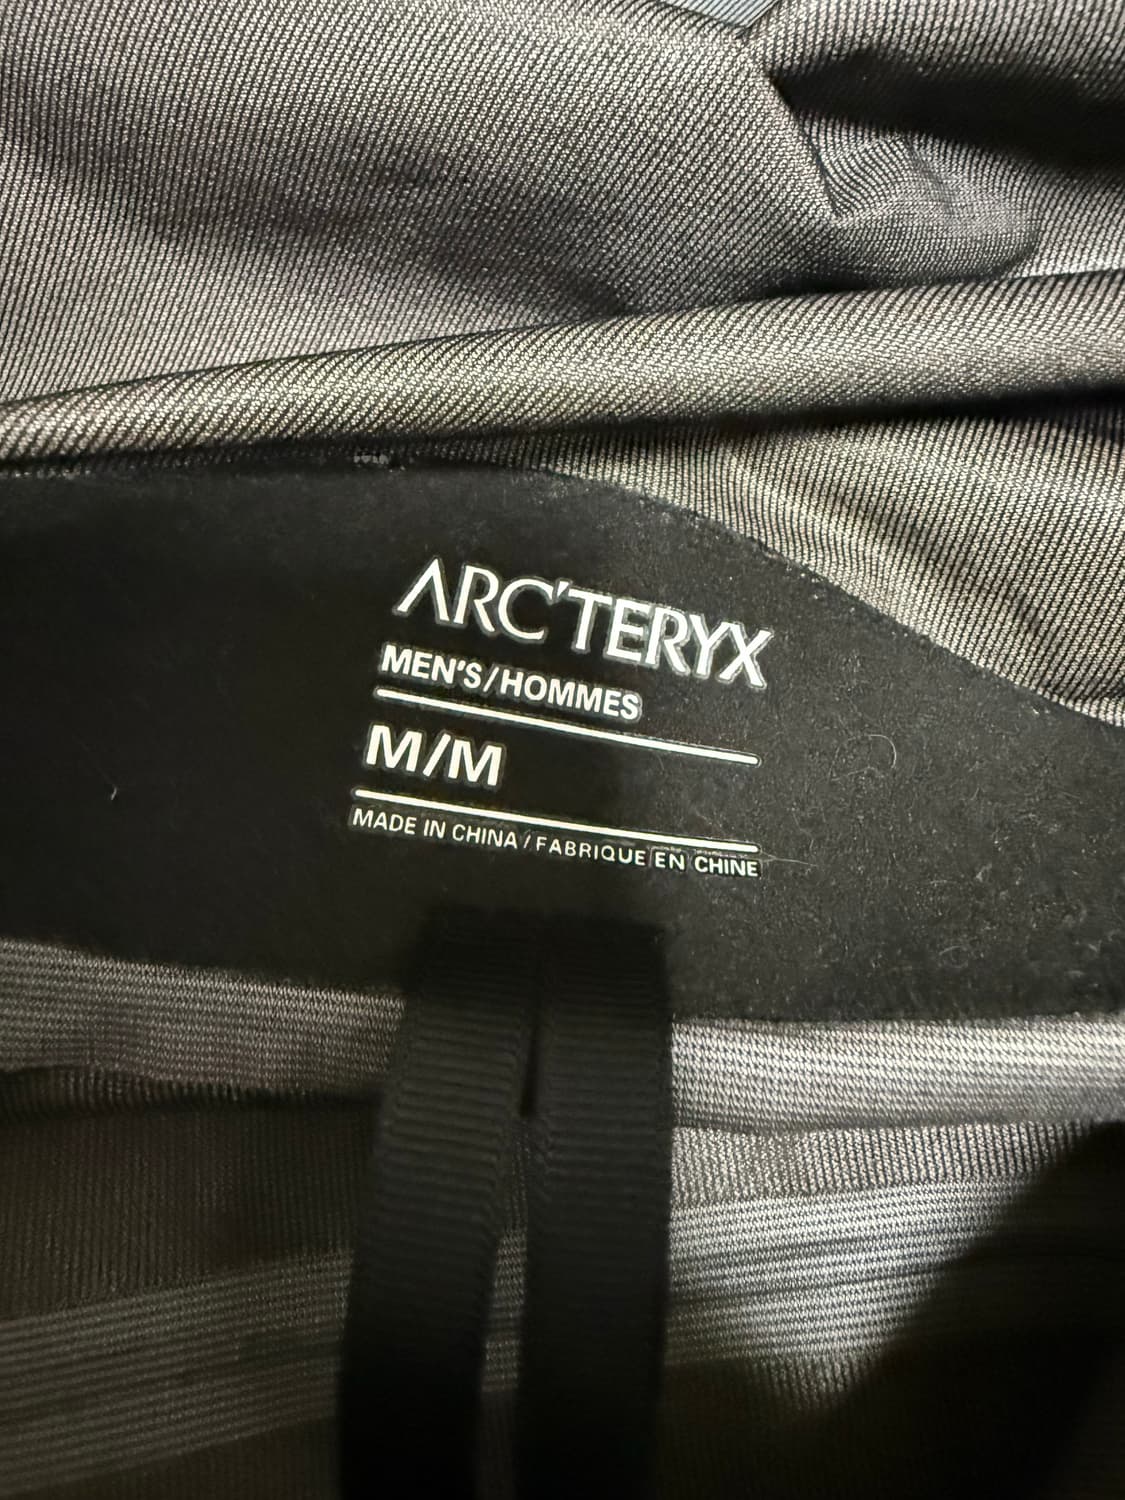 ARC'TERYX
MEN'S/HOMMES
M/M
MADE IN CHINA / FABRIQUE EN CHINE